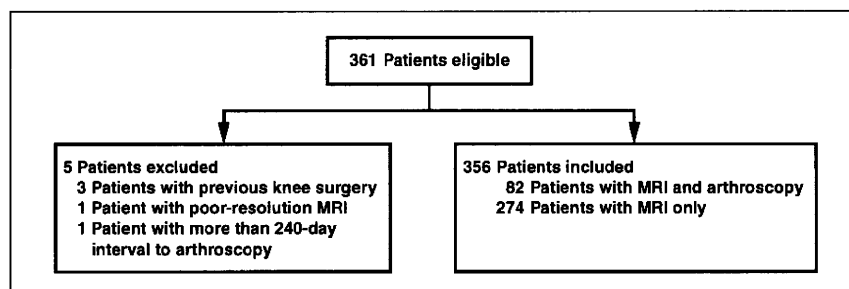 361 Patients eligible
5 Patients excluded
3 Patients with previous knee surgery
1 Patient with poor-resolution MRI
1 Patient with more than 240-day
interval to arthroscopy
356 Patients included
82 Patients with MRI and arthroscopy
274 Patients with MRI only